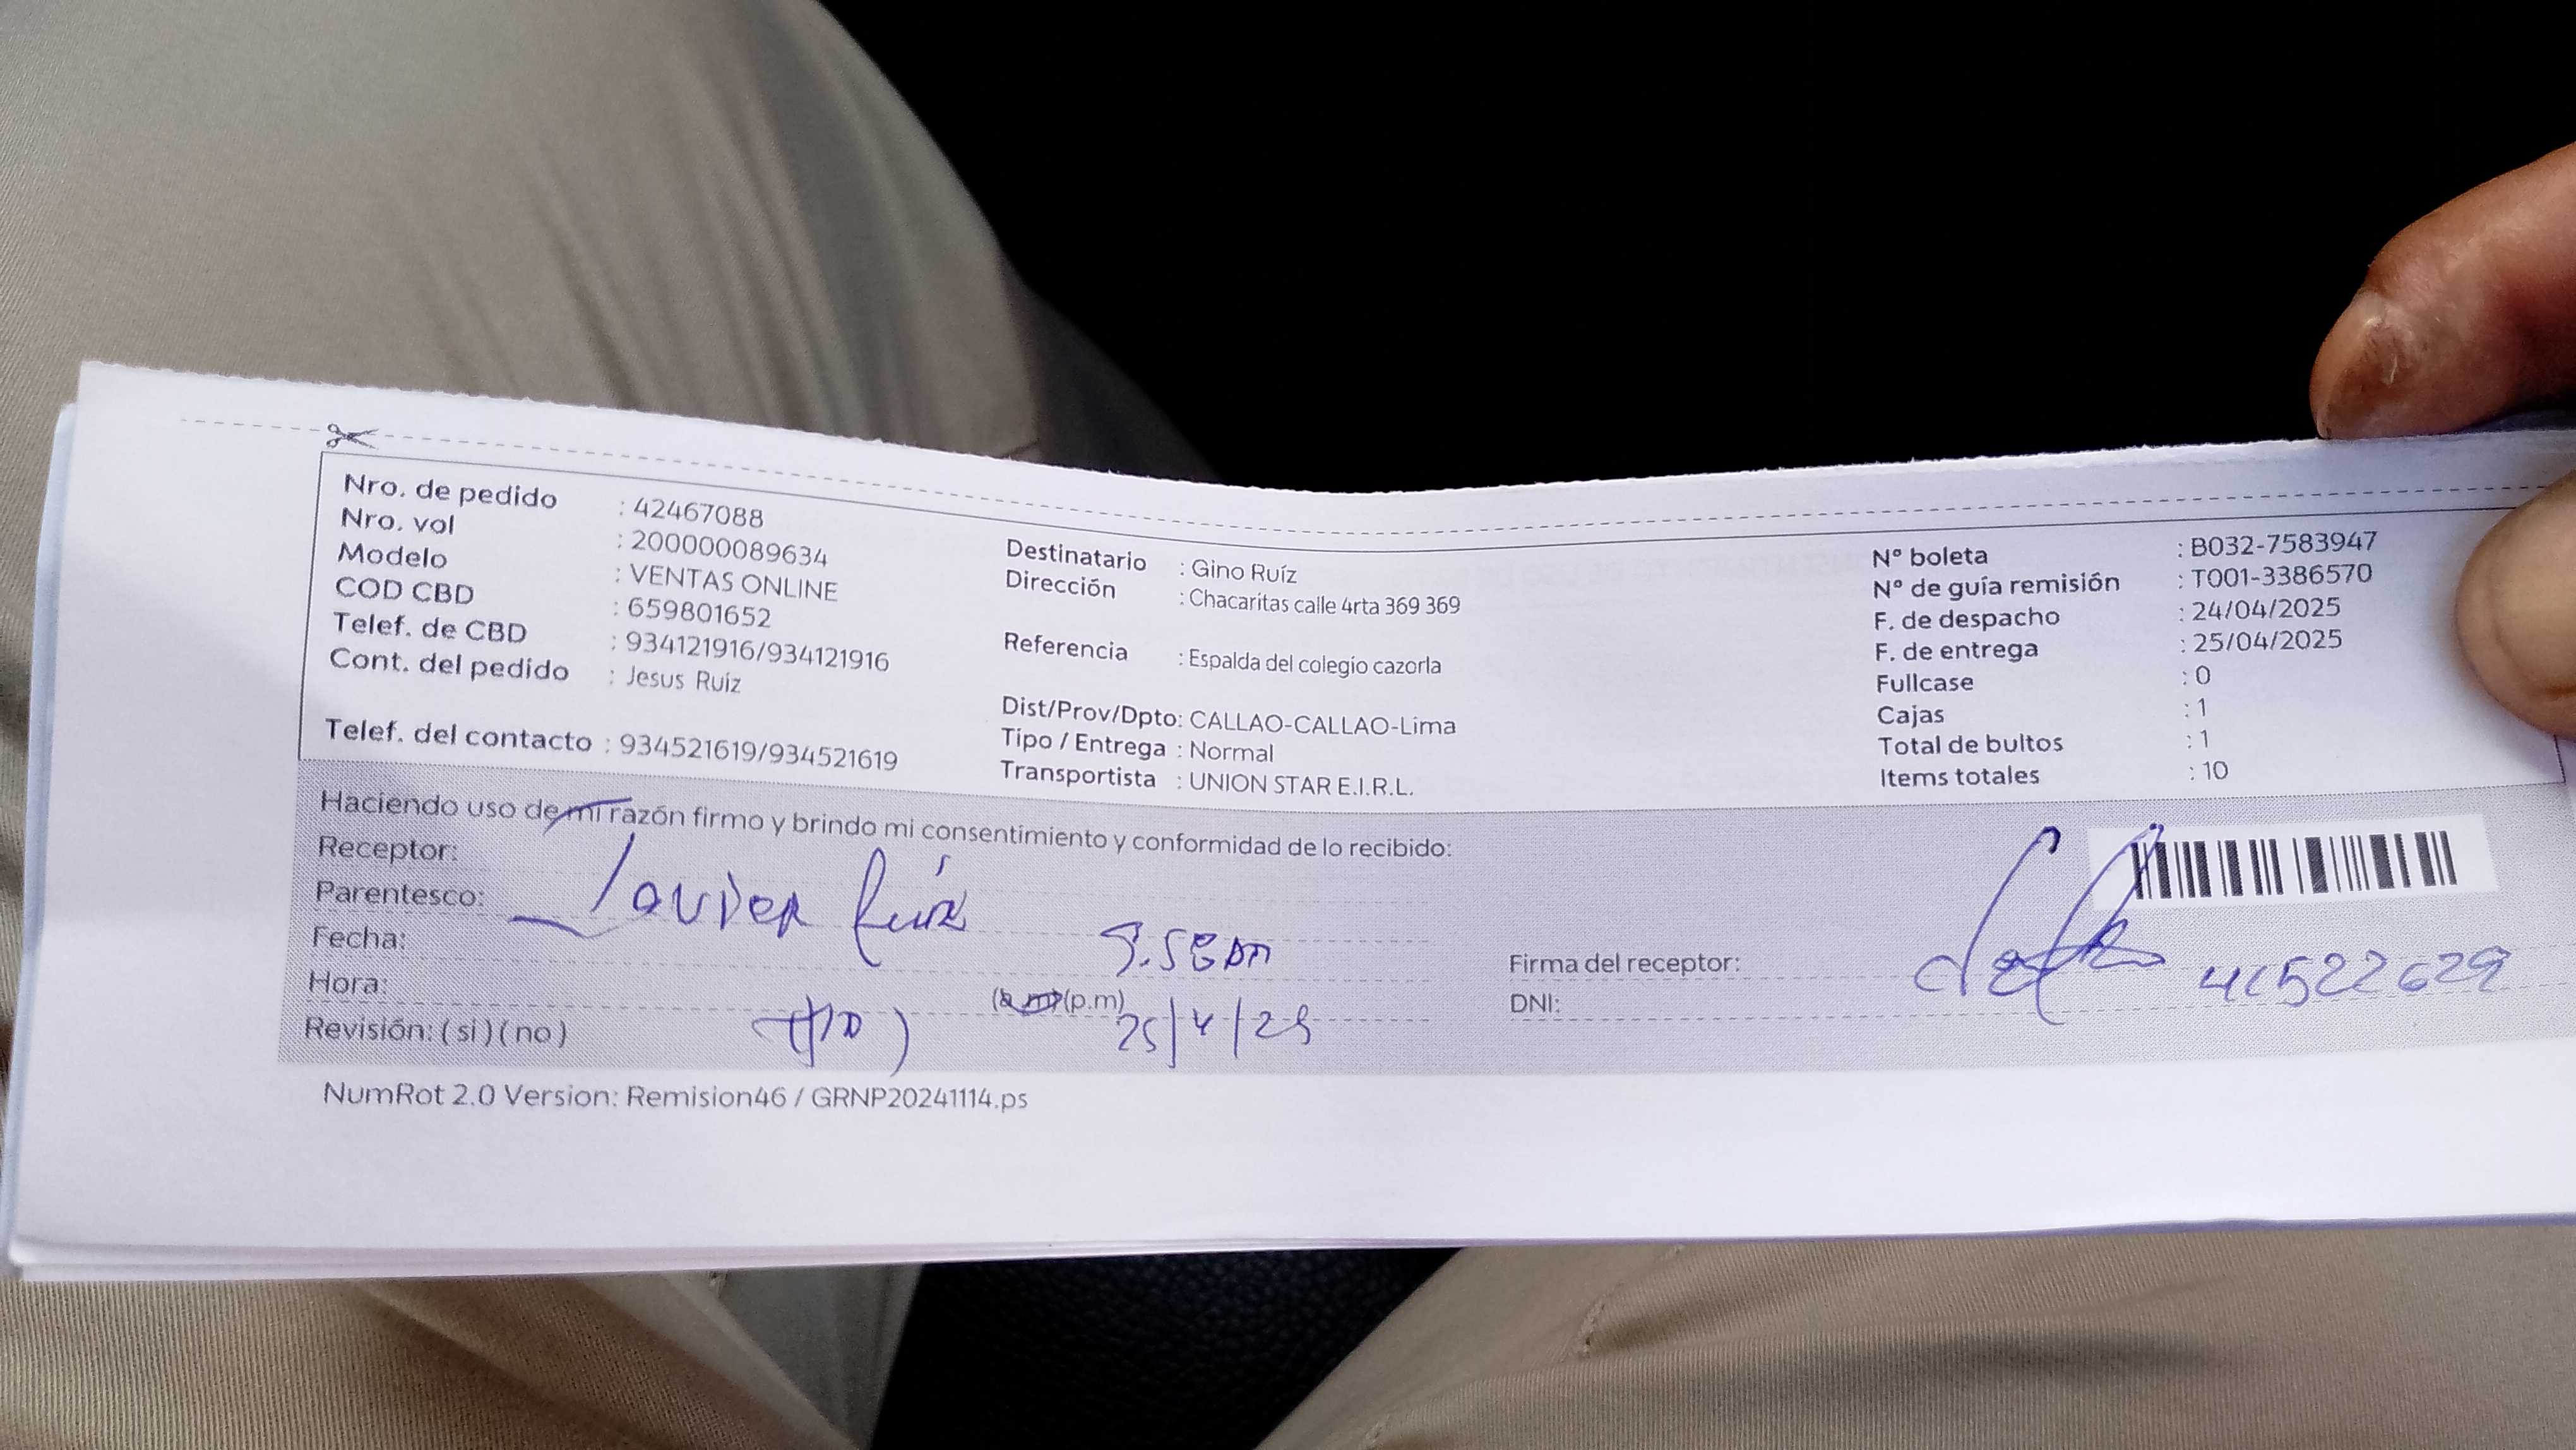 Nro. de pedido : 42467088
Nro. vol : 200000089634
Modelo : VENTAS ONLINE
COD CBD : 659801652
Telef. de CBD : 934121916/934121916
Cont. del pedido : Jesus Ruiz
Telef. del contacto : 934521619/934521619
Destinatario : Gino Ruíz
Dirección : Chacaritas calle 4rta 369 369
Referencia : Espalda del colegio cazorla
Dist/Prov/Dpto: CALLAO-CALLAO-Lima
Tipo / Entrega : Normal
Transportista : UNION STAR E.I.R.L.
N° boleta : B032-7583947
N° de guía remisión : T001-3386570
F. de despacho : 24/04/2025
F. de entrega : 25/04/2025
Fullcase : 0
Cajas : 1
Total de bultos : 1
Items totales : 10
Haciendo uso de mi razón firmo y brindo mi consentimiento y conformidad de lo recibido:
Receptor:
Parentesco: Javier Ruíz
Fecha:
Hora: (a.m) (p.m)
Revisión: ( si ) ( no ) 25/4/25
Firma del receptor:
DNI: 41522629
NumRot 2.0 Version: Remision46 / GRNP20241114.ps